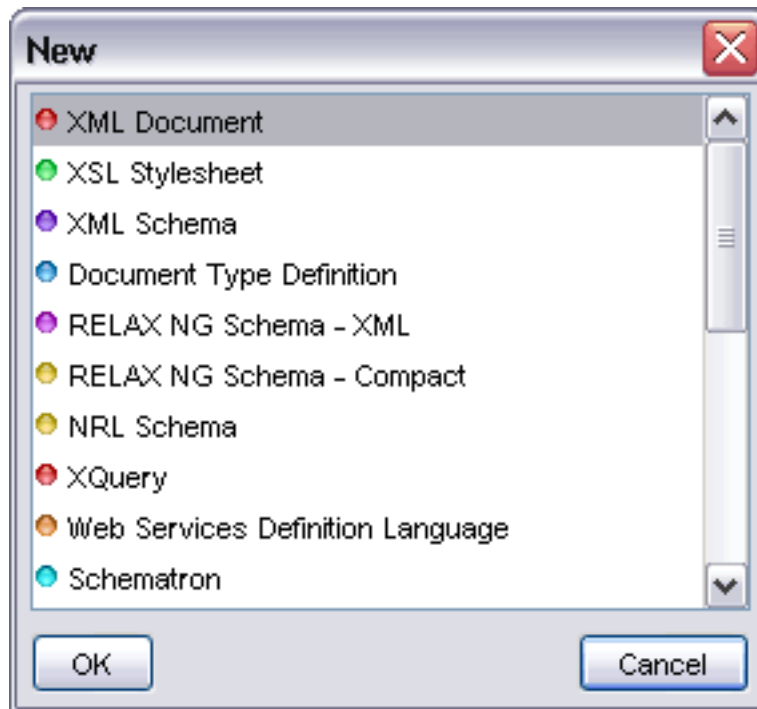 New
XML Document
XSL Stylesheet
XML Schema
Document Type Definition
RELAX NG Schema - XML
RELAX NG Schema - Compact
NRL Schema
XQuery
Web Services Definition Language
Schematron
OK
Cancel